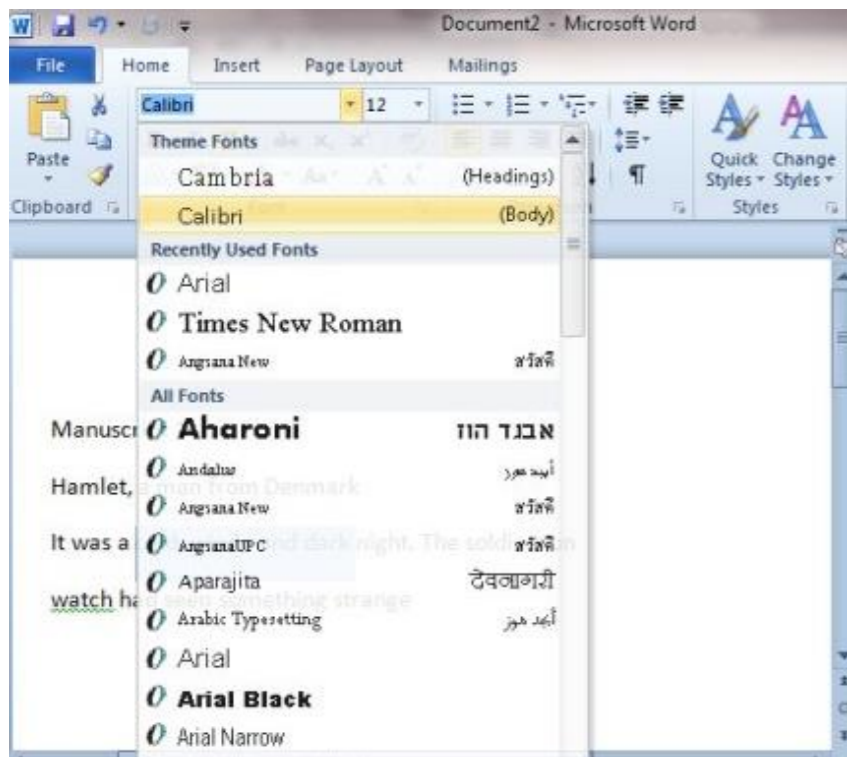 W
Document2 - Microsoft Word
File Home Insert Page Layout Mailings
Calibri 12
Paste
Quick Styles
Change Styles
Clipboard
Styles
Theme Fonts
Cambria (Headings)
Calibri (Body)
Recently Used Fonts
Arial
Times New Roman
Angsana New สวัสดี
All Fonts
Aharoni אבגד הוז
Andalus أبجد هوز
Angsana New สวัสดี
AngsanaUPC สวัสดี
Aparajita देवनागरी
Arabic Typesetting أبجد هوز
Arial
Arial Black
Arial Narrow
Hamlet, a man from Denmark
It was a and dark night. The
watch had seen something strange